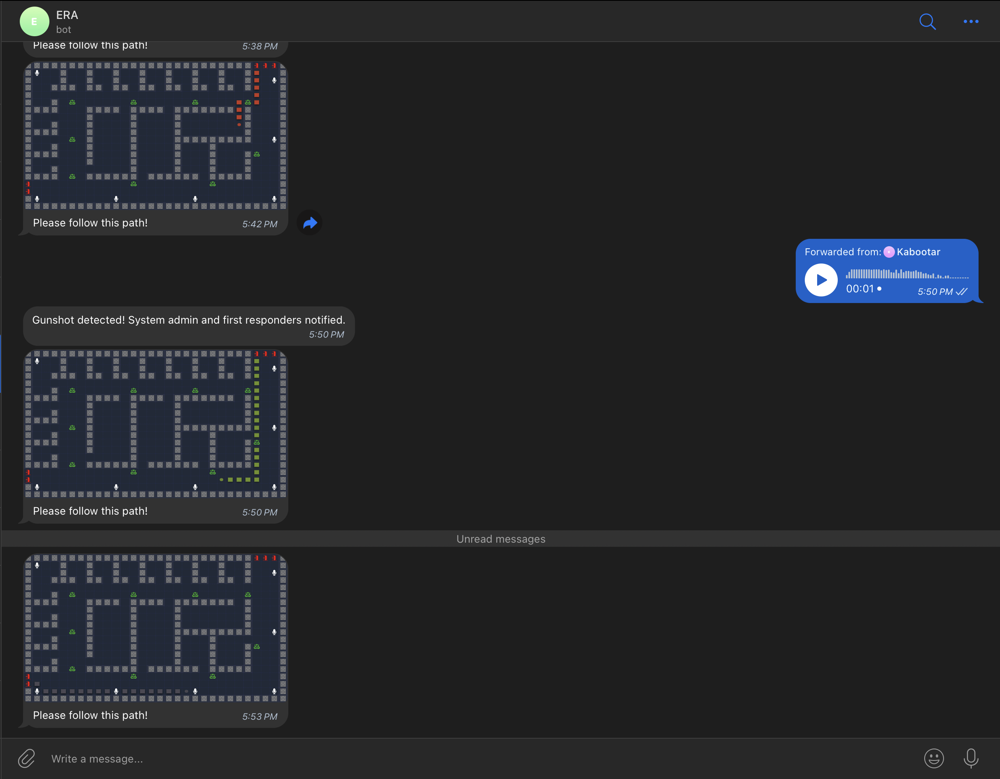 E
ERA
bot
Please follow this path!
5:38 PM
Please follow this path!
5:42 PM
Forwarded from: K Kabootar
00:01
5:50 PM
Gunshot detected! System admin and first responders notified.
5:50 PM
Please follow this path!
5:50 PM
Unread messages
Please follow this path!
5:53 PM
Write a message...